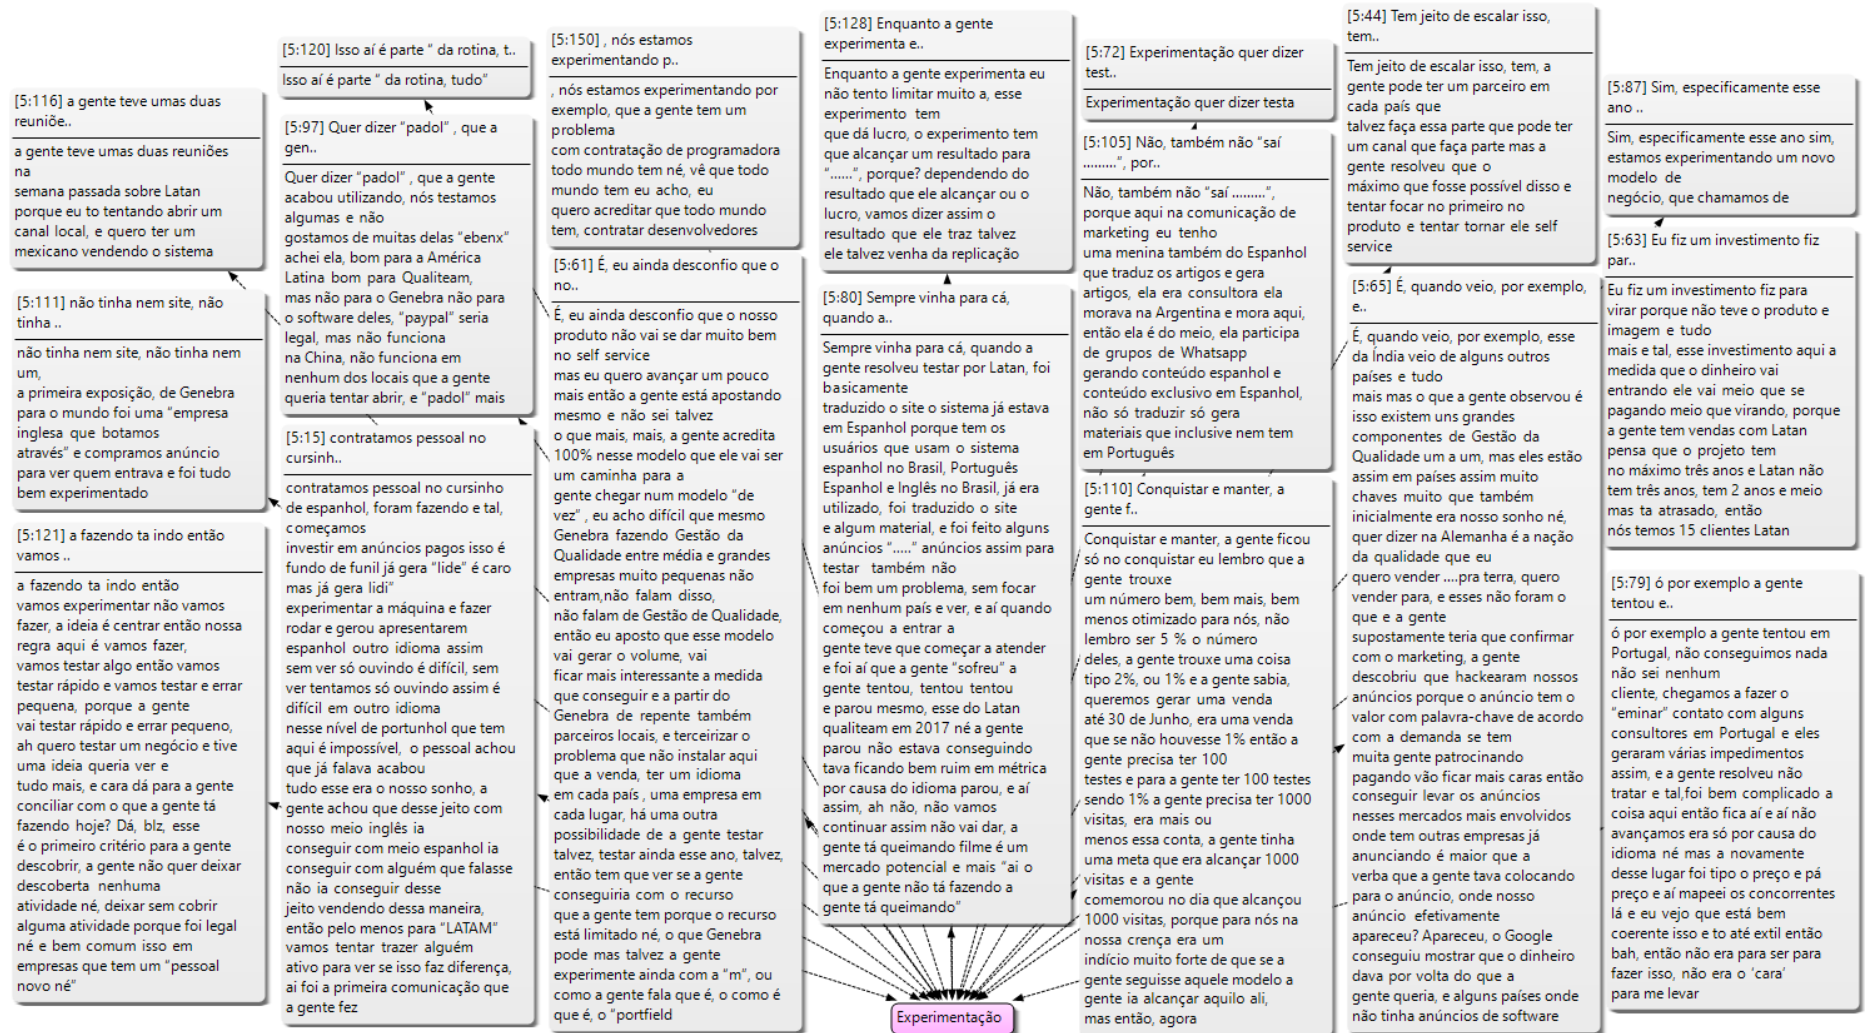 [5:116] a gente teve umas duas
reuniõe..
a gente teve umas duas reuniões
na
semana passada sobre Latan
porque eu to tentando abrir um
canal local, e quero ter um
mexicano vendendo o sistema
[5:111] não tinha nem site, não
tinha ..
não tinha nem site, não tinha nem
um,
a primeira exposição, de Genebra
para o mundo foi uma "empresa
inglesa que botamos
através" e compramos anúncio
para ver quem entrava e foi tudo
bem experimentado
[5:121] a fazendo ta indo então
vamos ..
a fazendo ta indo então
vamos experimentar não vamos
fazer, a ideia é centrar então nossa
regra aqui é vamos fazer,
vamos testar algo então vamos
testar rápido e vamos testar e errar
pequena, porque a gente
vai testar rápido e errar pequeno,
ah quero testar um negócio e tive
uma ideia queria ver e
tudo mais, e cara dá para a gente
conciliar com o que a gente tá
fazendo hoje? Dá, blz, esse
é o primeiro critério para a gente
descobrir, a gente não quer deixar
descoberta nenhuma
atividade né, deixar sem cobrir
alguma atividade porque foi legal
né e bem comum isso em
empresas que tem um "pessoal
novo né"
[5:120] Isso aí é parte " da rotina, t..
Isso aí é parte " da rotina, tudo"
[5:97] Quer dizer "padol" , que a
gen..
Quer dizer "padol" , que a gente
acabou utilizando, nós testamos
algumas e não
gostamos de muitas delas "ebenx"
achei ela, bom para a América
Latina bom para Qualiteam,
mas não para o Genebra não para
o software deles, "paypal" seria
legal, mas não funciona
na China, não funciona em
nenhum dos locais que a gente
queria tentar abrir, e "padol" mais
[5:15] contratamos pessoal no
cursinh..
contratamos pessoal no cursinho
de espanhol, foram fazendo e tal,
começamos
investir em anúncios pagos isso é
fundo de funil já gera "lide" é caro
mas já gera lidi"
experimentar a máquina e fazer
rodar e gerou apresentarem
espanhol outro idioma assim
sem ver só ouvindo é difícil, sem
ver tentamos só ouvindo assim é
difícil em outro idioma
nesse nível de portunhol que tem
aqui é impossível, o pessoal achou
que já falava acabou
tudo esse era o nosso sonho, a
gente achou que desse jeito com
nosso meio inglês ia
conseguir com meio espanhol ia
conseguir com alguém que falasse
não ia conseguir desse
jeito vendendo dessa maneira,
então pelo menos para "LATAM"
vamos tentar trazer alguém
ativo para ver se isso faz diferença,
ai foi a primeira comunicação que
a gente fez
[5:150] , nós estamos
experimentando p..
, nós estamos experimentando por
exemplo, que a gente tem um
problema
com contratação de programadora
todo mundo tem né, vê que todo
mundo tem eu acho, eu
quero acreditar que todo mundo
tem, contratar desenvolvedores
[5:61] É, eu ainda desconfio que o
no..
É, eu ainda desconfio que o nosso
produto não vai se dar muito bem
no self service
mas eu quero avançar um pouco
mais então a gente está apostando
mesmo e não sei talvez
o que mais, mais, a gente acredita
100% nesse modelo que ele vai ser
um caminha para a
gente chegar num modelo "de
vez" , eu acho difícil que mesmo
Genebra fazendo Gestão da
Qualidade entre média e grandes
empresas muito pequenas não
entram,não falam disso,
não falam de Gestão de Qualidade,
então eu aposto que esse modelo
vai gerar o volume, vai
ficar mais interessante a medida
que conseguir e a partir do
Genebra de repente também
parceiros locais, e terceirizar o
problema que não instalar aqui
que a venda, ter um idioma
em cada país , uma empresa em
cada lugar, há uma outra
possibilidade de a gente testar
talvez, testar ainda esse ano, talvez,
então tem que ver se a gente
conseguiria com o recurso
que a gente tem porque o recurso
está limitado né, o que Genebra
pode mas talvez a gente
experimente ainda com a "m", ou
como a gente fala que é, o como é
que é, o "portfield
[5:128] Enquanto a gente
experimenta e..
Enquanto a gente experimenta eu
não tento limitar muito a, esse
experimento tem
que dá lucro, o experimento tem
que alcançar um resultado para
"......", porque? dependendo do
resultado que ele alcançar ou o
lucro, vamos dizer assim o
resultado que ele traz talvez
ele talvez venha da replicação
[5:80] Sempre vinha para cá,
quando a..
Sempre vinha para cá, quando a
gente resolveu testar por Latan, foi
basicamente
traduzido o site o sistema já estava
em Espanhol porque tem os
usuários que usam o sistema
espanhol no Brasil, Português
Espanhol e Inglês no Brasil, já era
utilizado, foi traduzido o site
e algum material, e foi feito alguns
anúncios "....." anúncios assim para
testar também não
foi bem um problema, sem focar
em nenhum país e ver, e aí quando
começou a entrar a
gente teve que começar a atender
e foi aí que a gente "sofreu" a
gente tentou, tentou tentou
e parou mesmo, esse do Latan
qualiteam em 2017 né a gente
parou não estava conseguindo
tava ficando bem ruim em métrica
por causa do idioma parou, e aí
assim, ah não, não vamos
continuar assim não vai dar, a
gente tá queimando filme é um
mercado potencial e mais "ai o
que a gente não tá fazendo a
gente tá queimando"
Experimentação
[5:72] Experimentação quer dizer
test..
Experimentação quer dizer testa
[5:105] Não, também não "saí
.........", por..
Não, também não "saí .........",
porque aqui na comunicação de
marketing eu tenho
uma menina também do Espanhol
que traduz os artigos e gera
artigos, ela era consultora ela
morava na Argentina e mora aqui,
então ela é do meio, ela participa
de grupos de Whatsapp
gerando conteúdo espanhol e
conteúdo exclusivo em Espanhol,
não só traduzir só gera
materiais que inclusive nem tem
em Português
[5:110] Conquistar e manter, a
gente f..
Conquistar e manter, a gente ficou
só no conquistar eu lembro que a
gente trouxe
um número bem, bem mais, bem
menos otimizado para nós, não
lembro ser 5 % o número
deles, a gente trouxe uma coisa
tipo 2%, ou 1% e a gente sabia,
queremos gerar uma venda
até 30 de Junho, era uma venda
que se não houvesse 1% então a
gente precisa ter 100
testes e para a gente ter 100 testes
sendo 1% a gente precisa ter 1000
visitas, era mais ou
menos essa conta, a gente tinha
uma meta que era alcançar 1000
visitas e a gente
comemorou no dia que alcançou
1000 visitas, porque para nós na
nossa crença era um
indício muito forte de que se a
gente seguisse aquele modelo a
gente ia alcançar aquilo ali,
mas então, agora
[5:44] Tem jeito de escalar isso,
tem..
Tem jeito de escalar isso, tem, a
gente pode ter um parceiro em
cada país que
talvez faça essa parte que pode ter
um canal que faça parte mas a
gente resolveu que o
máximo que fosse possível disso e
tentar focar no primeiro no
produto e tentar tornar ele self
service
[5:65] É, quando veio, por exemplo,
e..
É, quando veio, por exemplo, esse
da Índia veio de alguns outros
países e tudo
mais mas o que a gente observou é
isso existem uns grandes
componentes de Gestão da
Qualidade um a um, mas eles estão
assim em países assim muito
chaves muito que também
inicialmente era nosso sonho né,
quer dizer na Alemanha é a nação
da qualidade que eu
quero vender ....pra terra, quero
vender para, e esses não foram o
que e a gente
supostamente teria que confirmar
com o marketing, a gente
descobriu que hackearam nossos
anúncios porque o anúncio tem o
valor com palavra-chave de acordo
com a demanda se tem
muita gente patrocinando
pagando vão ficar mais caras então
conseguir levar os anúncios
nesses mercados mais envolvidos
onde tem outras empresas já
anunciando é maior que a
verba que a gente tava colocando
para o anúncio, onde nosso
anúncio efetivamente
apareceu? Apareceu, o Google
conseguiu mostrar que o dinheiro
dava por volta do que a
gente queria, e alguns países onde
não tinha anúncios de software
[5:87] Sim, especificamente esse
ano ..
Sim, especificamente esse ano sim,
estamos experimentando um novo
modelo de
negócio, que chamamos de
[5:63] Eu fiz um investimento fiz
par..
Eu fiz um investimento fiz para
virar porque não teve o produto e
imagem e tudo
mais e tal, esse investimento aqui a
medida que o dinheiro vai
entrando ele vai meio que se
pagando meio que virando, porque
a gente tem vendas com Latan
pensa que o projeto tem
no máximo três anos e Latan não
tem três anos, tem 2 anos e meio
mas ta atrasado, então
nós temos 15 clientes Latan
[5:79] ó por exemplo a gente
tentou e..
ó por exemplo a gente tentou em
Portugal, não conseguimos nada
não sei nenhum
cliente, chegamos a fazer o
"eminar" contato com alguns
consultores em Portugal e eles
geraram várias impedimentos
assim, e a gente resolveu não
tratar e tal,foi bem complicado a
coisa aqui então fica aí e aí não
avançamos era só por causa do
idioma né mas a novamente
desse lugar foi tipo o preço e pá
preço e aí mapeei os concorrentes
lá e eu vejo que está bem
coerente isso e to até extil então
bah, então não era para ser para
fazer isso, não era o 'cara'
para me levar